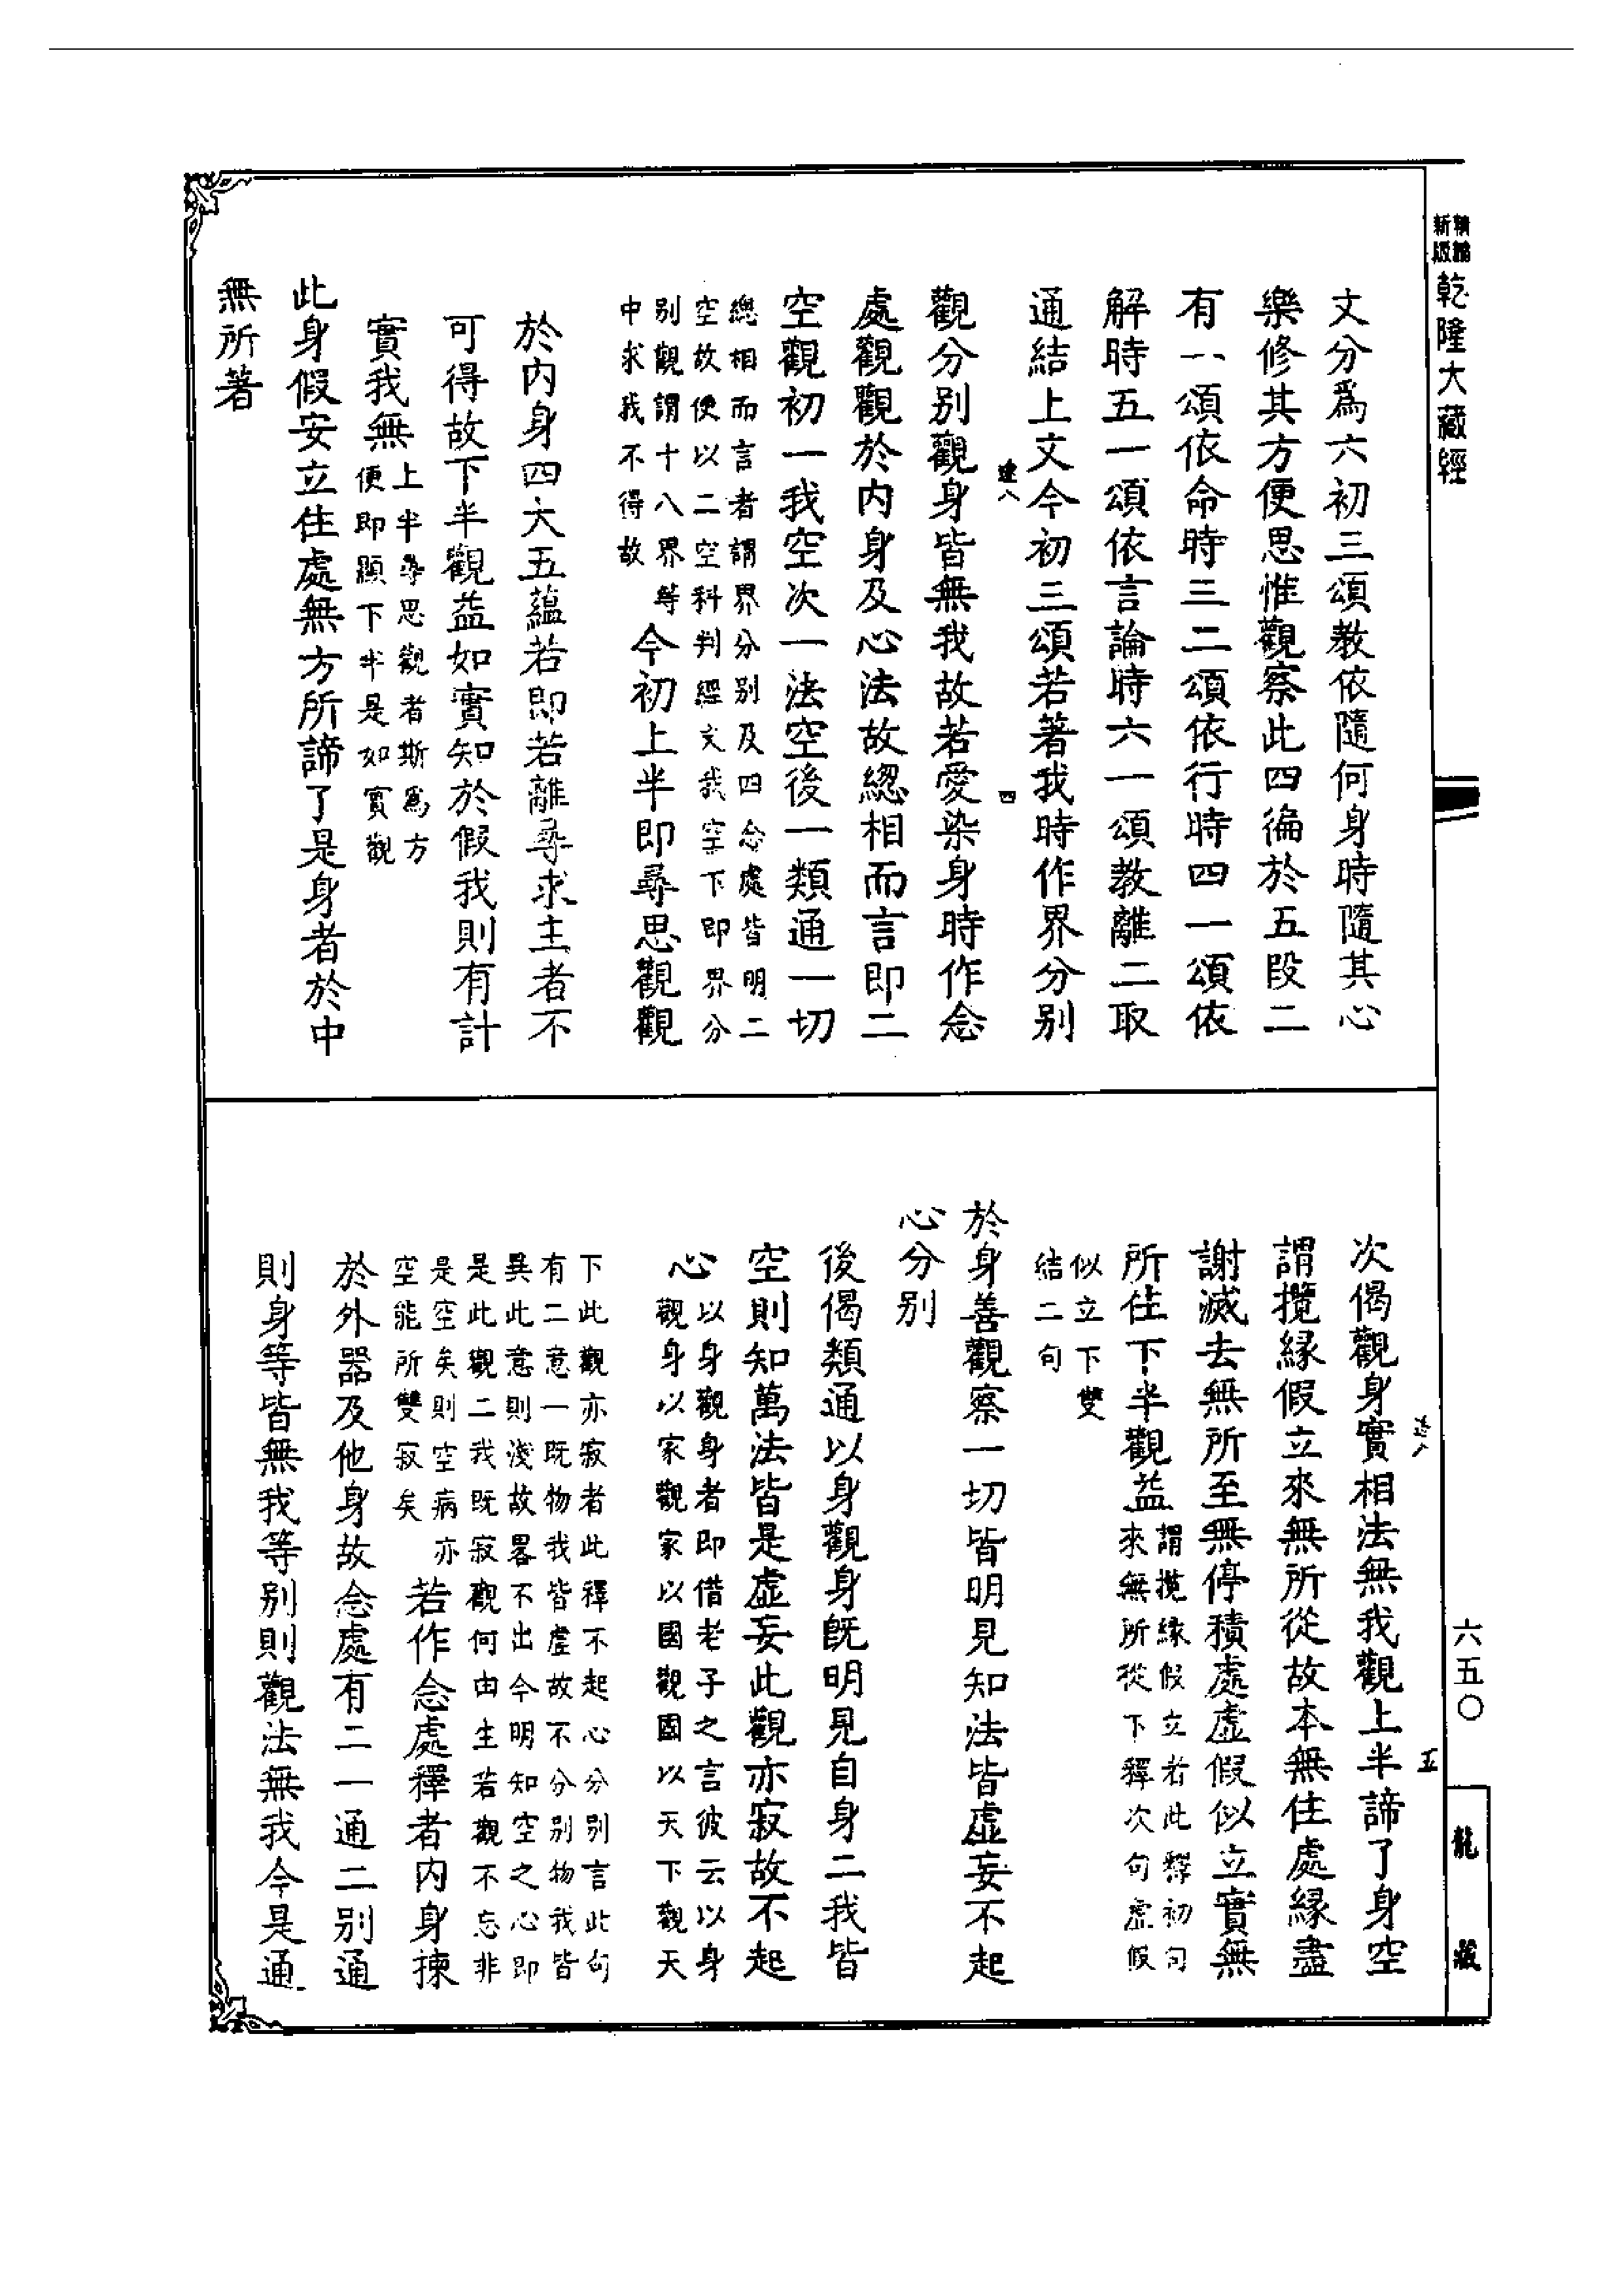 精編
新版
乾隆大藏經
文分爲六初三頌教依隨何身時隨其心
樂修其方便思惟觀察此四徧於五段二
有一頌依命時三二頌依行時四一頌依
解時五一頌依言論時六一頌教離二取
通結上文今初三頌若著我時作界分別
觀分別觀身皆無我故若愛染身時作念
處觀觀於内身及心法故總相而言即二
空觀初一我空次一法空後一類通一切
總相而言者謂界分別及四念處皆明二
空故便以二空科判經文我空下即界分
別觀謂十八界等
中求我不得故
今初上半即尋思觀觀
於内身四大五蘊若即若離尋求主者不
可得故下半觀益如實知於假我則有計
實我無
上半尋思觀者斯爲方
便即顯下半是如實觀
此身假安立住處無方所諦了是身者於中
無所著
四
次偈觀身實相法無我觀上半諦了身空
謂攬緣假立來無所從故本無住處緣盡
謝滅去無所至無停積處虛假似立實無
所住下半觀益
謂攬緣假立者此釋初句
來無所從下釋次句虛假
似立下雙
結二句
於身善觀察一切皆明見知法皆虛妄不起
心分別
後偈類通以身觀身旣明見自身二我皆
空則知萬法皆是虛妄此觀亦寂故不起
心
以身觀身者即借老子之言彼云以身
觀身以家觀家以國觀國以天下觀天
下此觀亦寂者此釋不起心分別言此句
有二意一旣物我皆虛故不分別物我皆
異此意則淺故畧不出今明知空之心即
是此觀二我旣寂觀何由生若觀不忘非
是空矣則空病亦
空能所雙寂矣
若作念處釋者内身揀
於外器及他身故念處有二一通二別通
則身等皆無我等別則觀法無我今是通
五
六五〇
龍藏